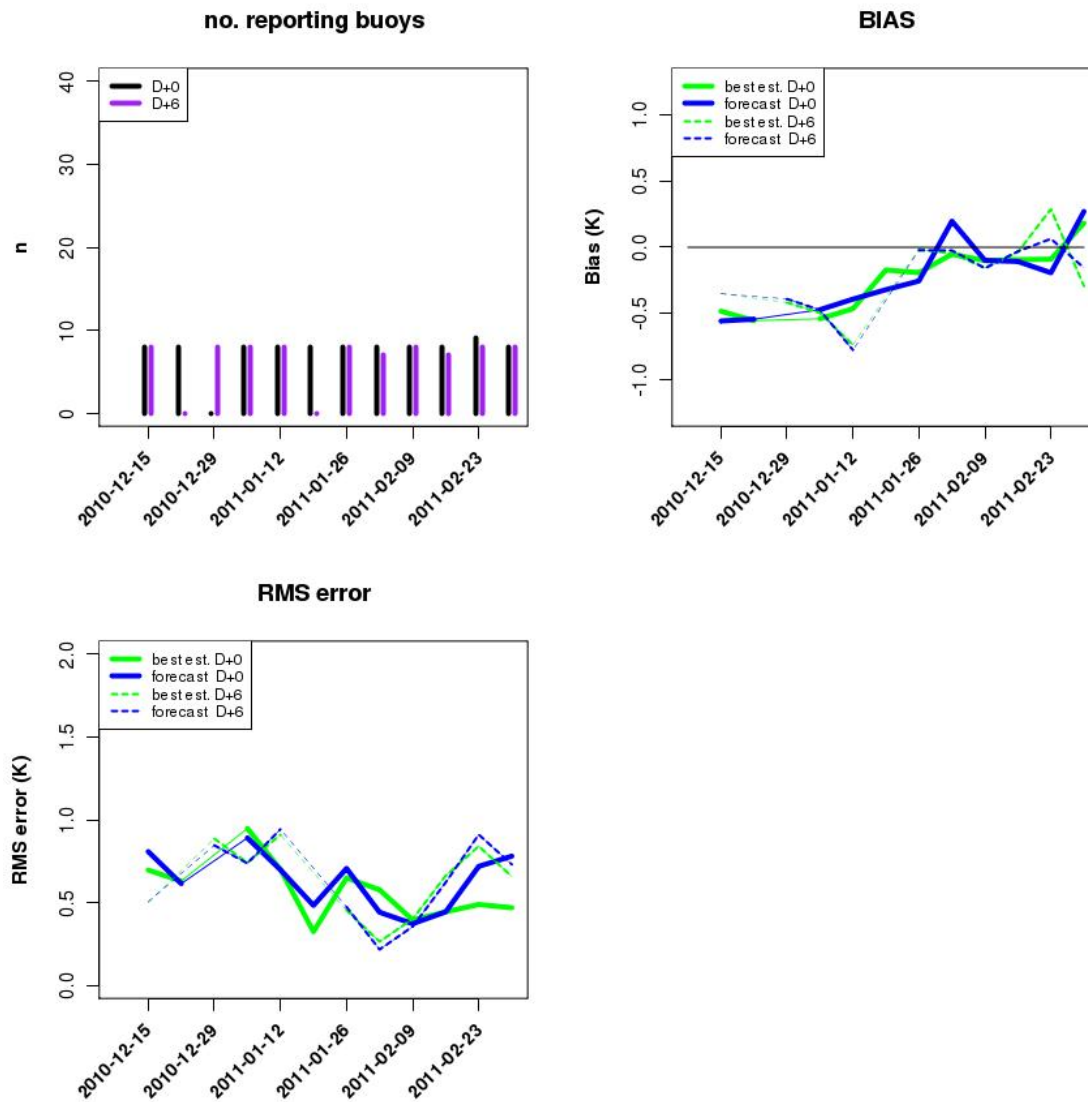 no. reporting buoys
D+0
D+6
40
30
20
10
0
n
2010-12-15
2010-12-29
2011-01-12
2011-01-26
2011-02-09
2011-02-23
BIAS
best est. D+0
forecast D+0
best est. D+6
forecast D+6
1.0
0.5
0.0
-0.5
-1.0
Bias (K)
2010-12-15
2010-12-29
2011-01-12
2011-01-26
2011-02-09
2011-02-23
RMS error
best est. D+0
forecast D+0
best est. D+6
forecast D+6
2.0
1.5
1.0
0.5
0.0
RMS error (K)
2010-12-15
2010-12-29
2011-01-12
2011-01-26
2011-02-09
2011-02-23